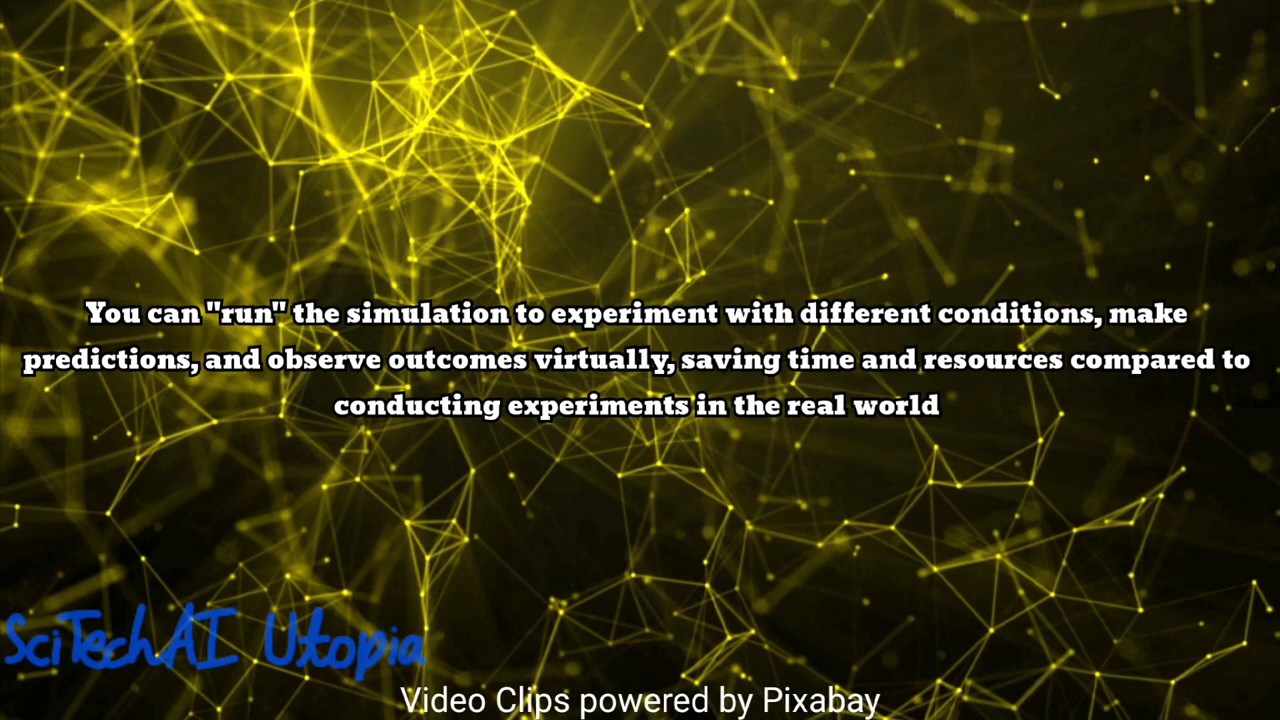 You can "run" the simulation to experiment with different conditions, make
predictions, and observe outcomes virtually, saving time and resources compared to
conducting experiments in the real world
SciTechAI Utopia
Video Clips powered by Pixabay